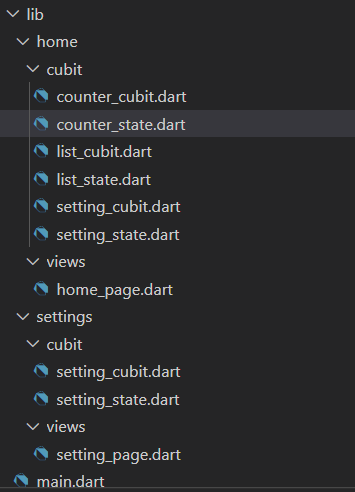 lib
home
cubit
counter_cubit.dart
counter_state.dart
list_cubit.dart
list_state.dart
setting_cubit.dart
setting_state.dart
views
home_page.dart
settings
cubit
setting_cubit.dart
setting_state.dart
views
setting_page.dart
main.dart